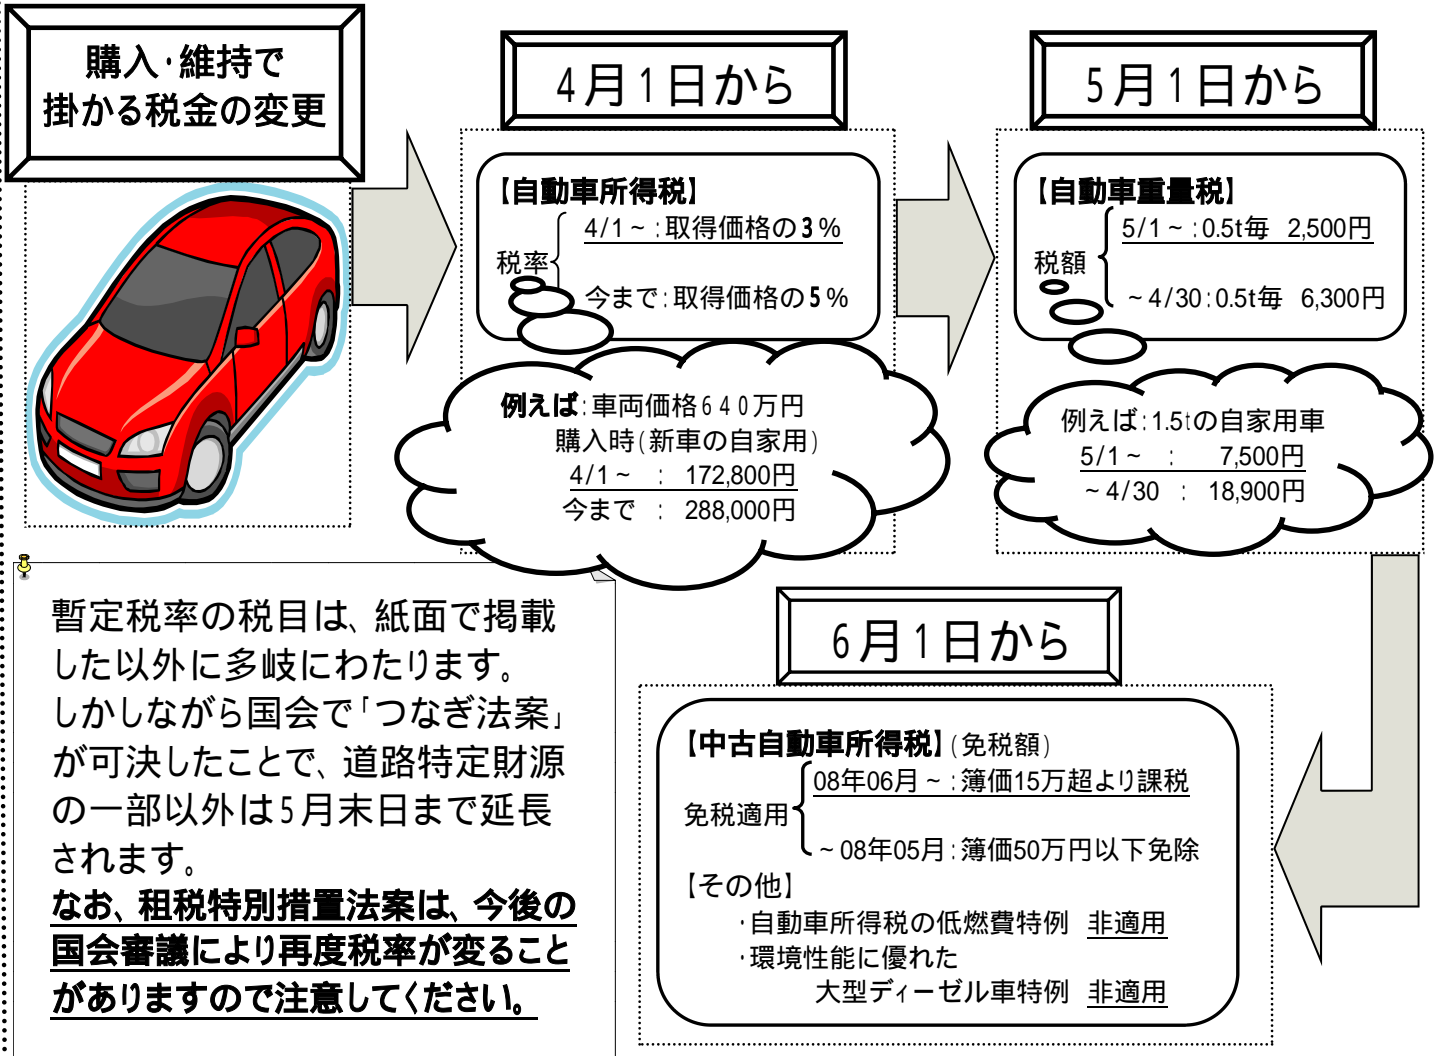 購入･維持で
掛かる税金の変更
4月1日から
【自動車所得税】
税率
4/1～:取得価格の3%
今まで:取得価格の5%
例えば:車両価格640万円
購入時(新車の自家用)
4/1～ : 172,800円
今まで : 288,000円
5月1日から
【自動車重量税】
税額
5/1～:0.5t毎 2,500円
～4/30:0.5t毎 6,300円
例えば:1.5tの自家用車
5/1～ : 7,500円
～4/30 : 18,900円
6月1日から
【中古自動車所得税】(免税額)
免税適用
08年06月～:簿価15万超より課税
～08年05月:簿価50万円以下免除
【その他】
･自動車所得税の低燃費特例 非適用
･環境性能に優れた
大型ディーゼル車特例 非適用
暫定税率の税目は、紙面で掲載
した以外に多岐にわたります。
しかしながら国会で｢つなぎ法案｣
が可決したことで、道路特定財源
の一部以外は5月末日まで延長
されます。
なお、租税特別措置法案は、今後の
国会審議により再度税率が変ること
がありますので注意してください。